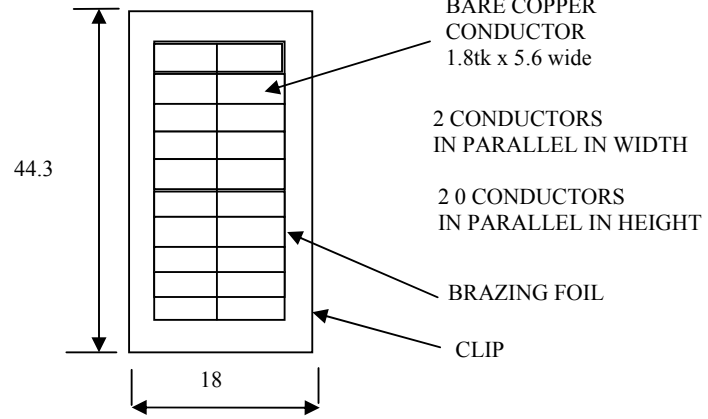 BARE COPPER
CONDUCTOR
1.8tk x 5.6 wide
2 CONDUCTORS
IN PARALLEL IN WIDTH
44.3
2 0 CONDUCTORS
IN PARALLEL IN HEIGHT
BRAZING FOIL
CLIP
18